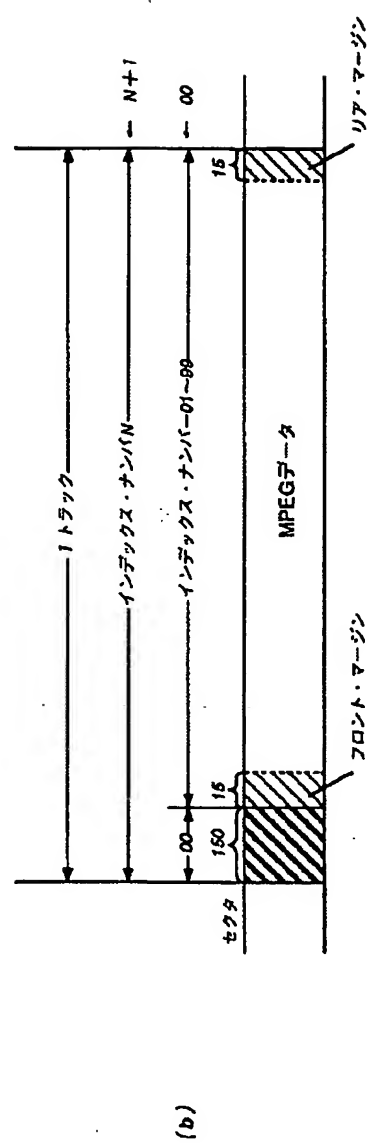 1トラック
インデックス・ナンバN ← N+1
00 インデックス・ナンバー01~99 ← 00
セクタ 150 15 15
MPEGデータ
フロント・マージン リア・マージン
(b)